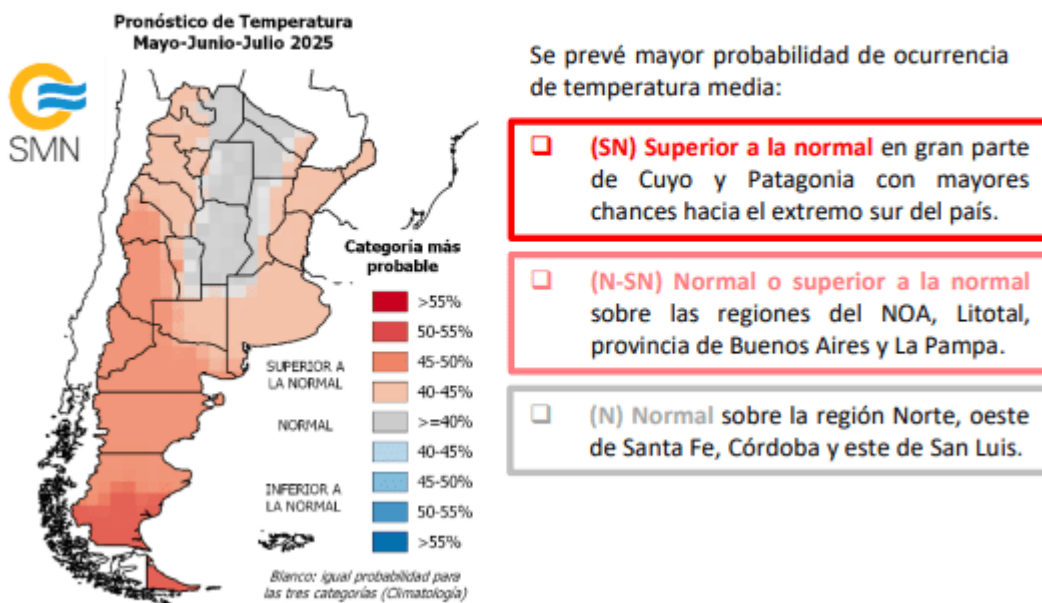 Pronóstico de Temperatura
Mayo-Junio-Julio 2025
SMN
Categoría más
probable
>55%
50-55%
45-50%
SUPERIOR A
LA NORMAL
40-45%
NORMAL
>=40%
40-45%
45-50%
INFERIOR A
LA NORMAL
50-55%
>55%
Blanco: igual probabilidad para
las tres categorías (Climatología)
Se prevé mayor probabilidad de ocurrencia
de temperatura media:
(SN) Superior a la normal en gran parte
de Cuyo y Patagonia con mayores
chances hacia el extremo sur del país.
(N-SN) Normal o superior a la normal
sobre las regiones del NOA, Litotal,
provincia de Buenos Aires y La Pampa.
(N) Normal sobre la región Norte, oeste
de Santa Fe, Córdoba y este de San Luis.